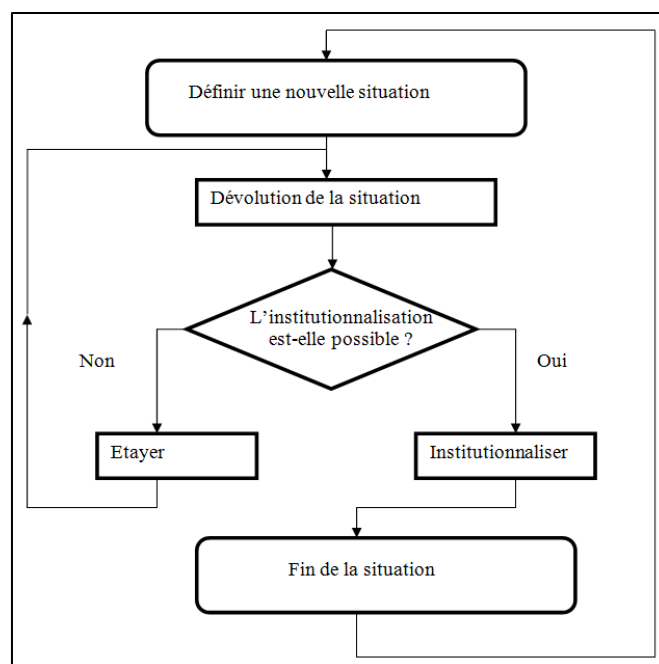 Définir une nouvelle situation
Dévolution de la situation
L'institutionnalisation
est-elle possible ?
Non
Oui
Etayer
Institutionnaliser
Fin de la situation